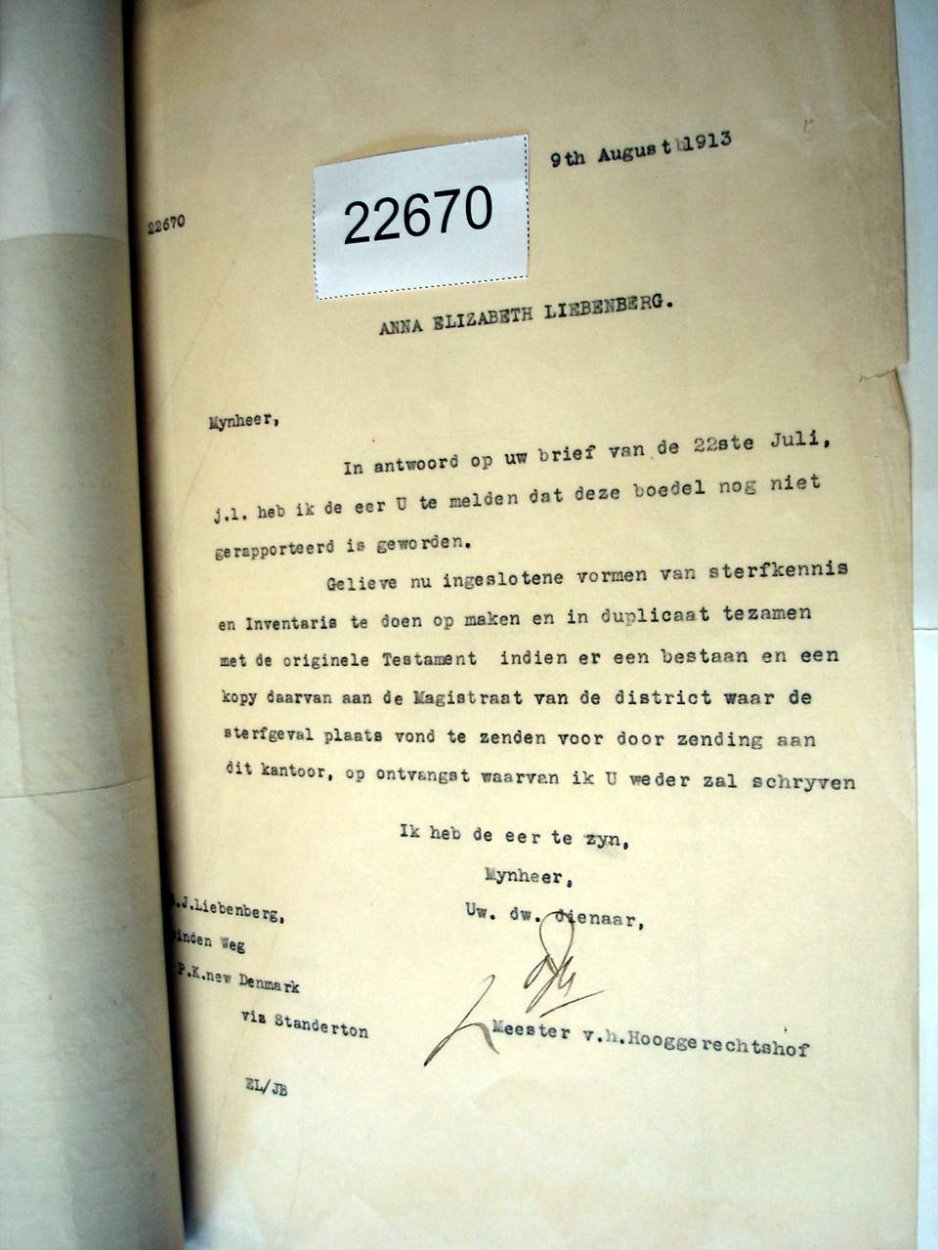 9th August 1913
22670
22670
ANNA ELIZABETH LIEBENBERG.
Mynheer,
In antwoord op uw brief van de 22ste Juli,
j.l. heb ik de eer U te melden dat deze boedel nog niet
gerapporteerd is geworden.
Gelieve nu ingeslotene vormen van sterfkennis
en Inventaris te doen op maken en in duplicaat tezamen
met de originele Testament indien er een bestaan en een
kopy daarvan aan de Magistraat van de district waar de
sterfgeval plaats vond te zenden voor door zending aan
dit kantoor, op ontvangst waarvan ik U weder zal schryven
Ik heb de eer te zyn,
Mynheer,
Uw. dw. dienaar,
Meester v.h.Hooggerechtshof
.J.Liebenberg,
Weg
P.K.new Denmark
via Standerton
EL/JB